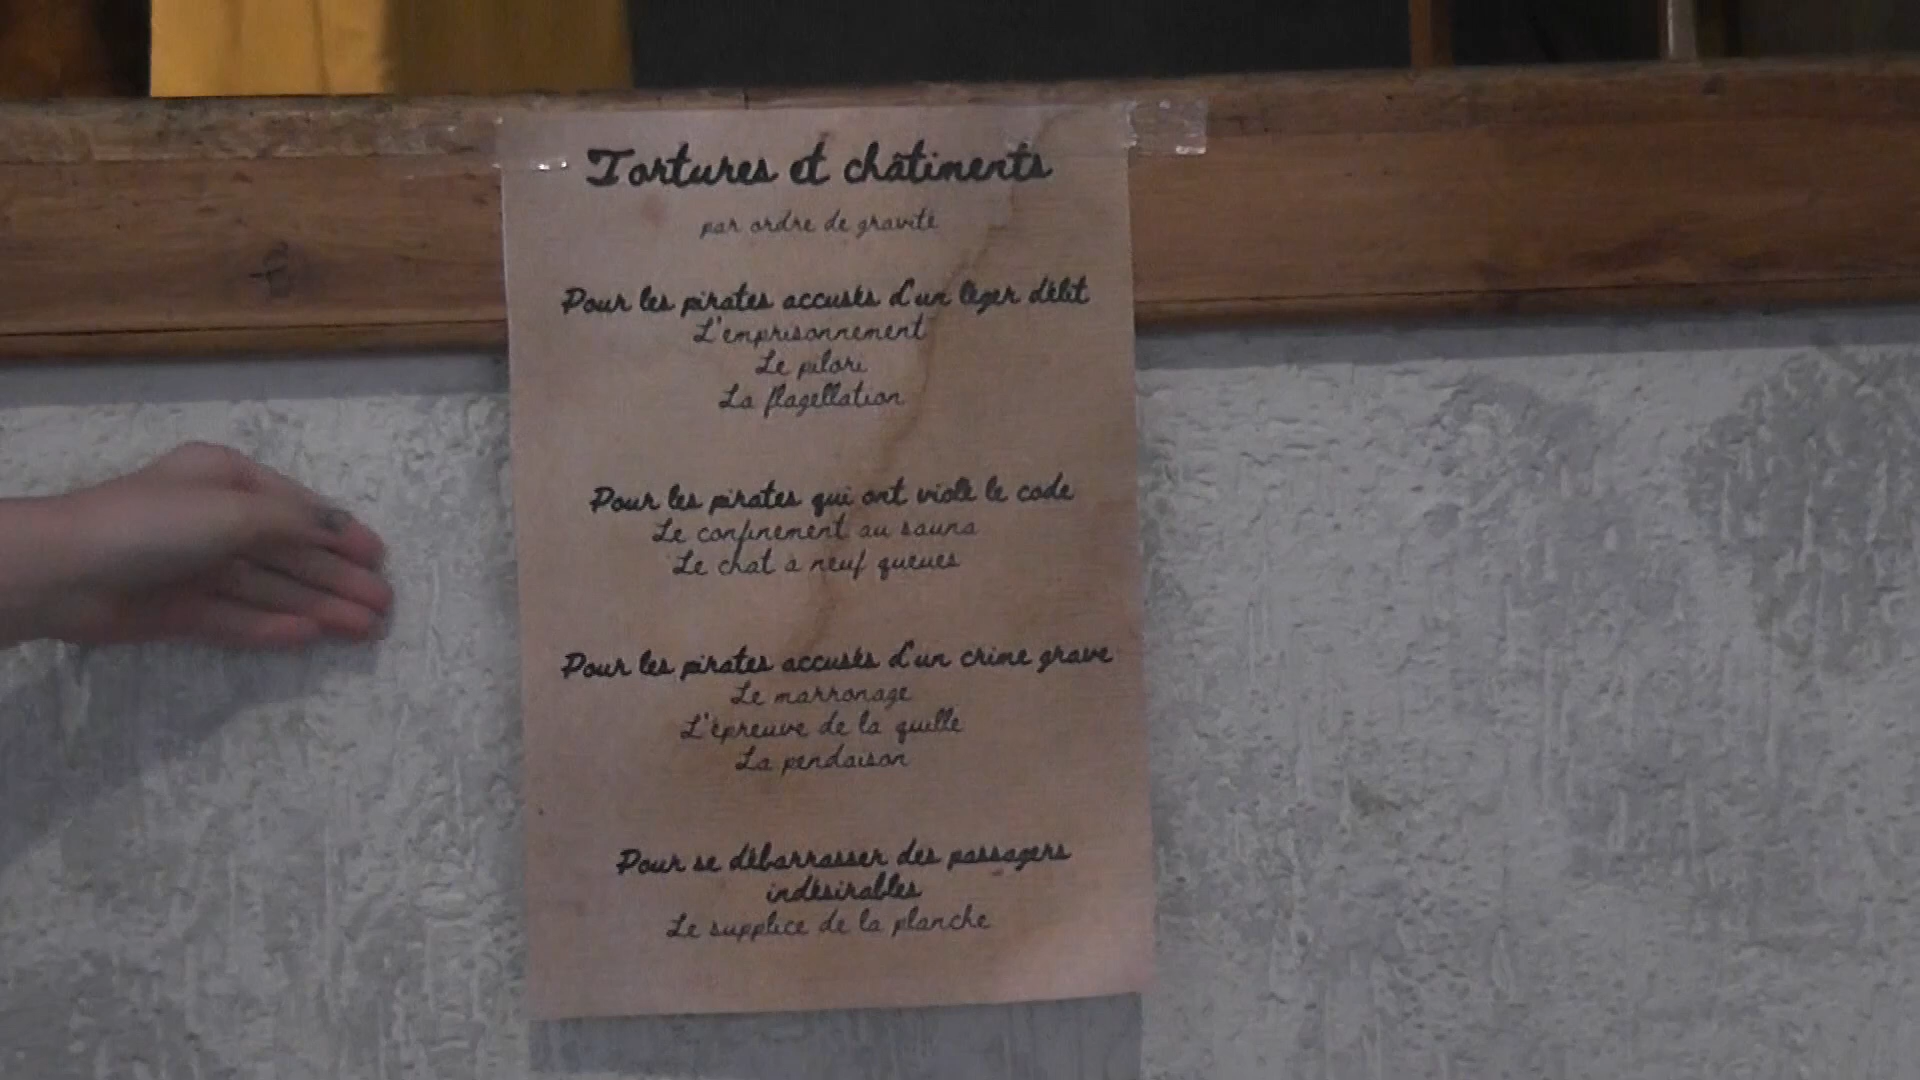 Tortures et châtiments
par ordre de gravité
Pour les pirates accusés d'un léger délit
L'emprisonnement
Le pilori
La flagellation
Pour les pirates qui ont violé le code
Le confinement au sauna
Le chat à neuf queues
Pour les pirates accusés d'un crime grave
Le marronage
L'épreuve de la quille
La pendaison
Pour se débarrasser des passagers
indésirables
Le supplice de la planche